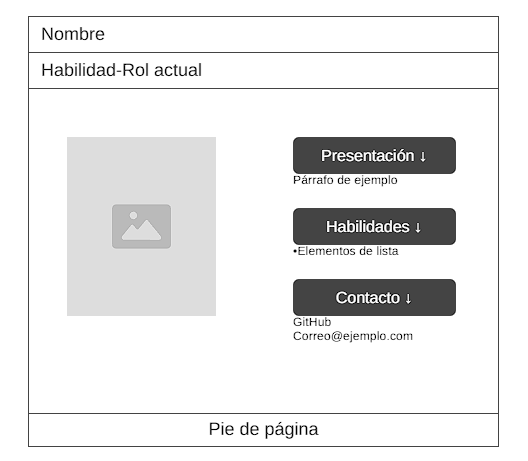 Nombre
Habilidad-Rol actual
Presentación ↓
Párrafo de ejemplo
Habilidades ↓
•Elementos de lista
Contacto ↓
GitHub
Correo@ejemplo.com
Pie de página